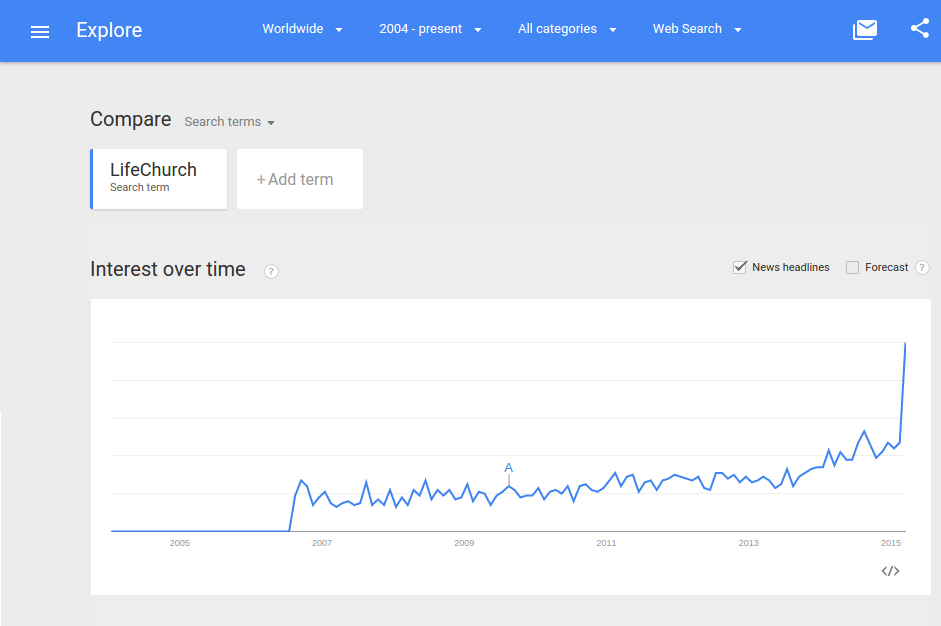 Explore Worldwide 2004 - present All categories Web Search
Compare Search terms
LifeChurch
Search term
+Add term
Interest over time ? News headlines Forecast ?
A
2005 2007 2009 2011 2013 2015
</>